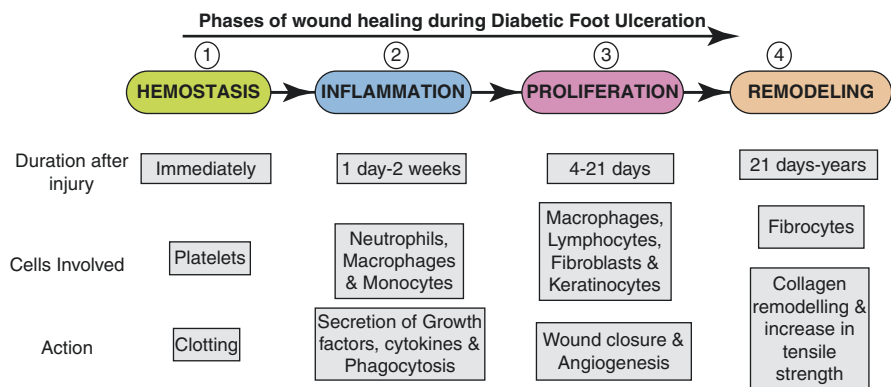 Phases of wound healing during Diabetic Foot Ulceration
1
2
3
4
HEMOSTASIS
INFLAMMATION
PROLIFERATION
REMODELING
Duration after
injury
Immediately
1 day-2 weeks
4-21 days
21 days-years
Cells Involved
Platelets
Neutrophils,
Macrophages
& Monocytes
Macrophages,
Lymphocytes,
Fibroblasts &
Keratinocytes
Fibrocytes
Action
Clotting
Secretion of Growth
factors, cytokines &
Phagocytosis
Wound closure &
Angiogenesis
Collagen
remodelling &
increase in
tensile
strength